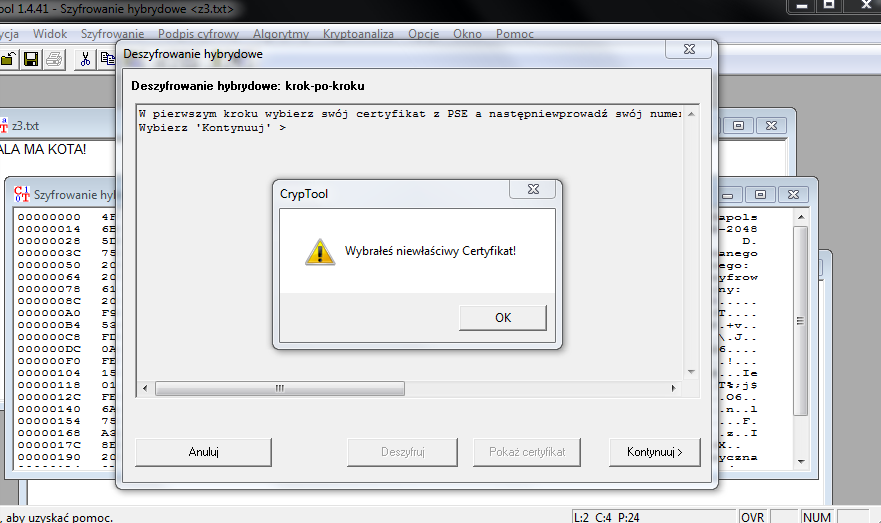 ool 1.4.41 - Szyfrowanie hybrydowe <z3.txt>
ycja Widok Szyfrowanie Podpis cyfrowy Algorytmy Kryptoanaliza Opcje Okno Pomoc
Deszyfrowanie hybrydowe
Deszyfrowanie hybrydowe: krok-po-kroku
W pierwszym kroku wybierz swój certyfikat z PSE a następniewprowadź swój numer
Wybierz 'Kontynuuj' >
z3.txt
ALA MA KOTA!
CrypTool
Wybrałeś niewłaściwy Certyfikat!
OK
Szyfrowanie hyl
00000000 4F apols
00000014 6E -2048
00000028 5D D.
0000003C 75 anego
00000050 20 ego:
00000064 20 zyfrow
00000078 61 ny:
0000008C 20 .....
000000A0 F9 T....
000000B4 53 .+v..
000000C8 FD \.J..
000000DC 0A 6....
000000F0 FE .!...
00000104 15 ...Ie
00000118 01 T%;j$
0000012C FE .O6..
00000140 6A .n..l
00000154 75 ...F.
00000168 A3 .z..I
0000017C 8E X..
00000190 20 yczna
Anuluj
Deszyfruj
Pokaż certyfikat
Kontynuuj >
, aby uzyskać pomoc.
L:2 C:4 P:24
OVR
NUM